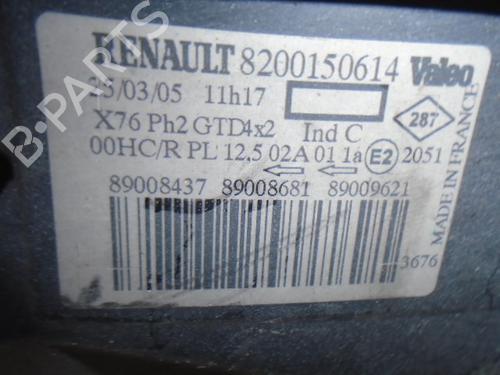 RENAULT 8200150614 Valeo
25/03/05 11h17
287
X76 Ph2 GTD4x2 Ind C
00HC/R PL 12,5 02A 01 1a E2 2051
89008437 89008681 89009621
3676
MADE IN FRANCE